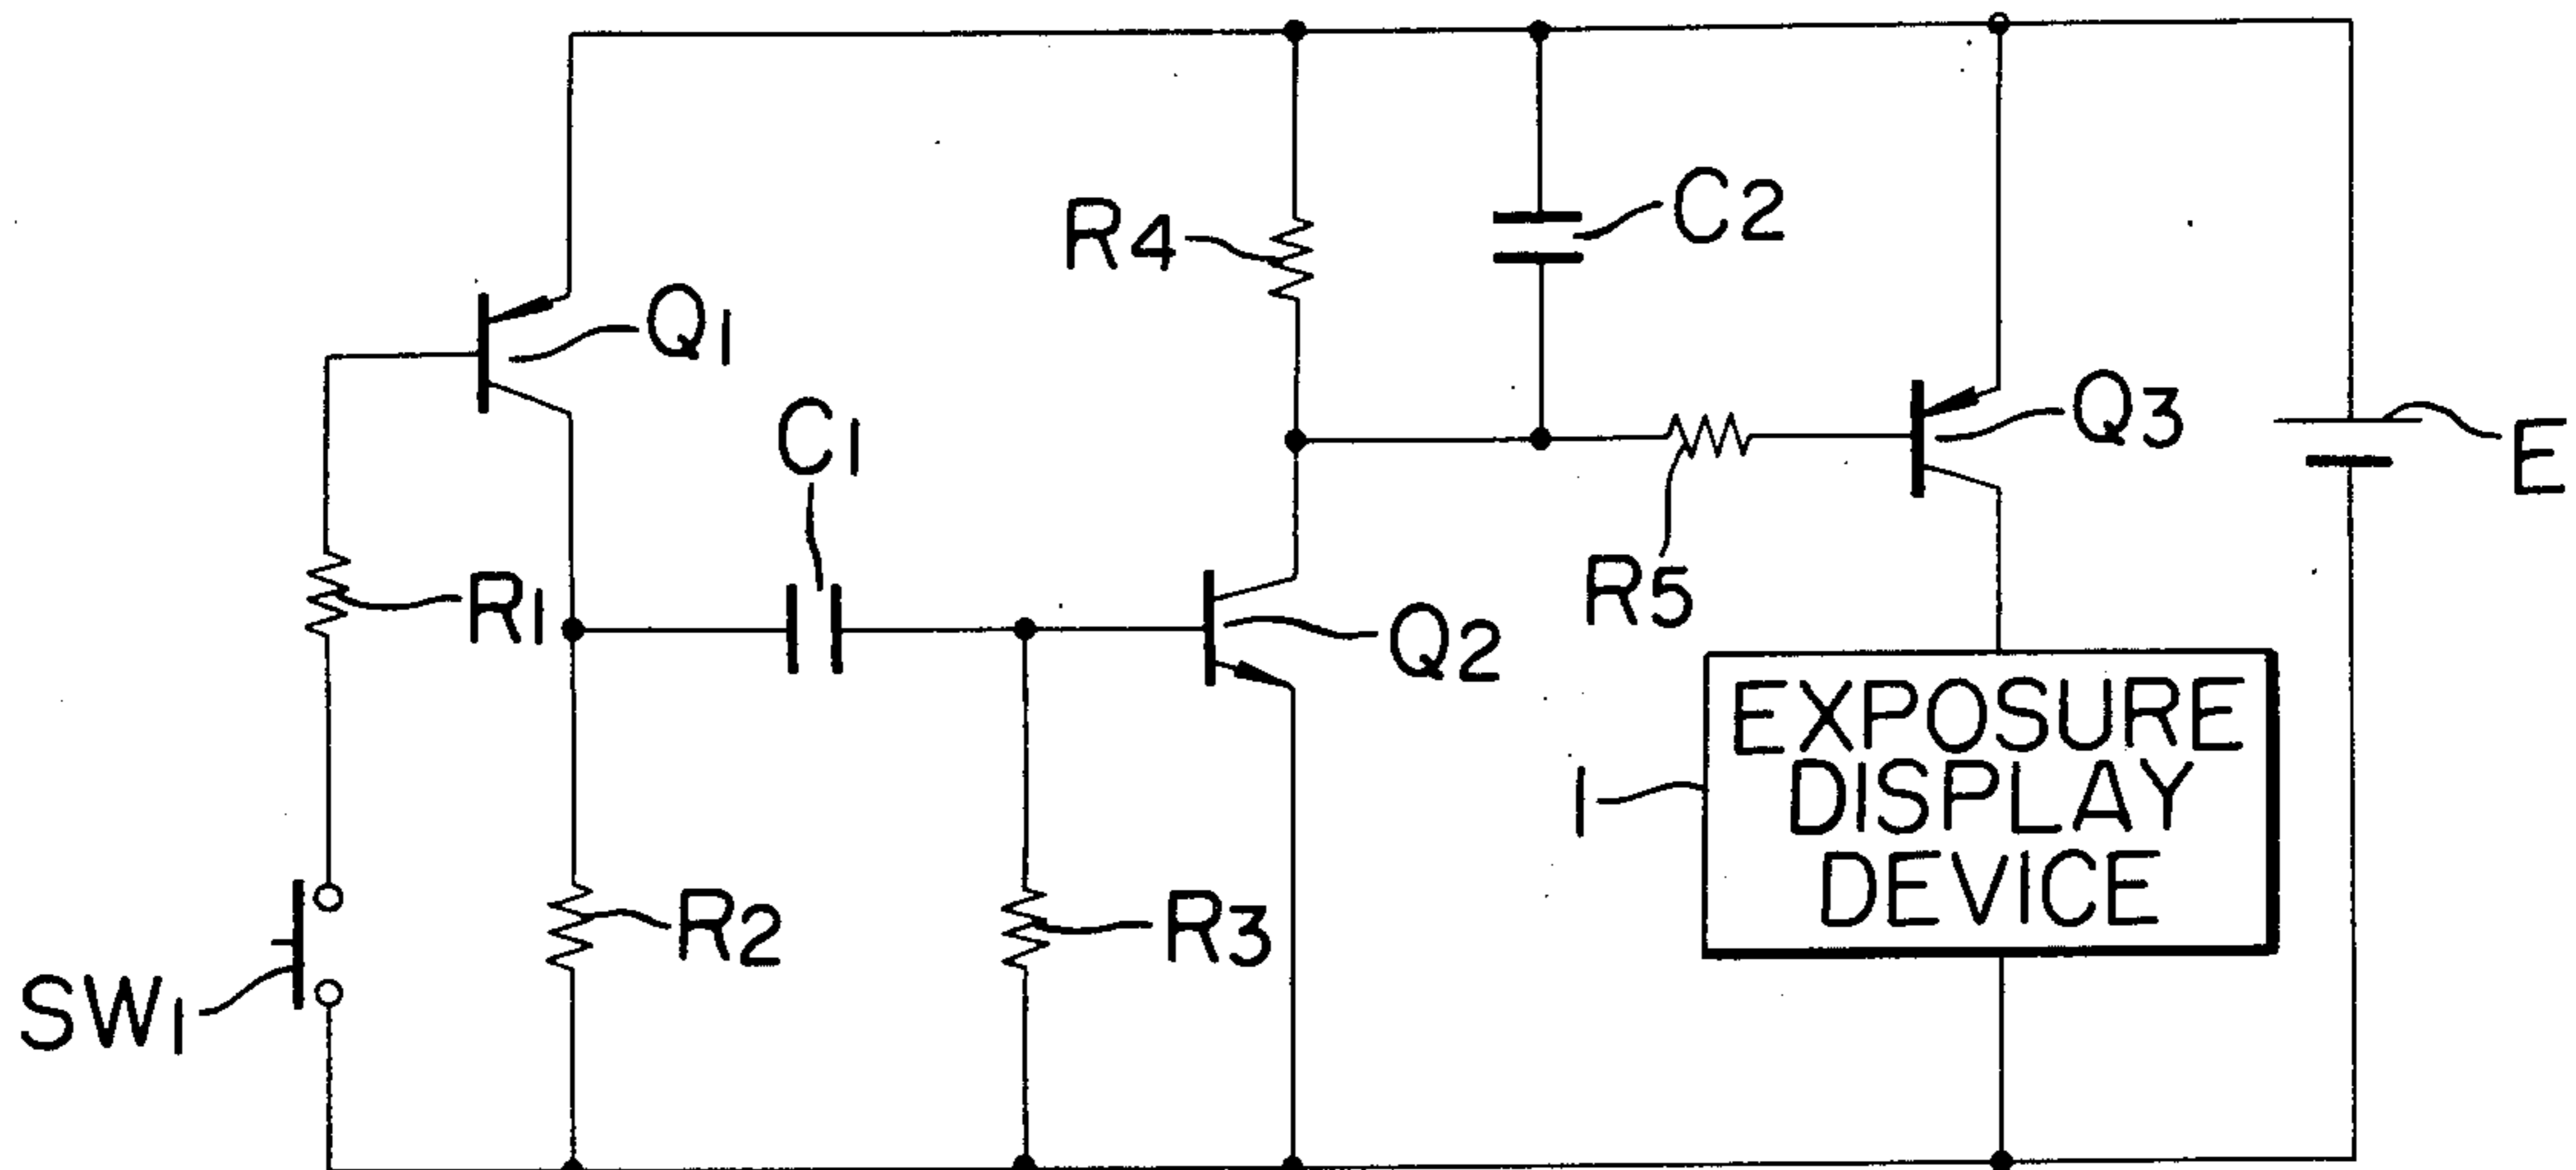 C2
R4
Q1
Q3
C1
E
R5
R1
Q2
EXPOSURE
DISPLAY
DEVICE
1
R2
R3
SW1